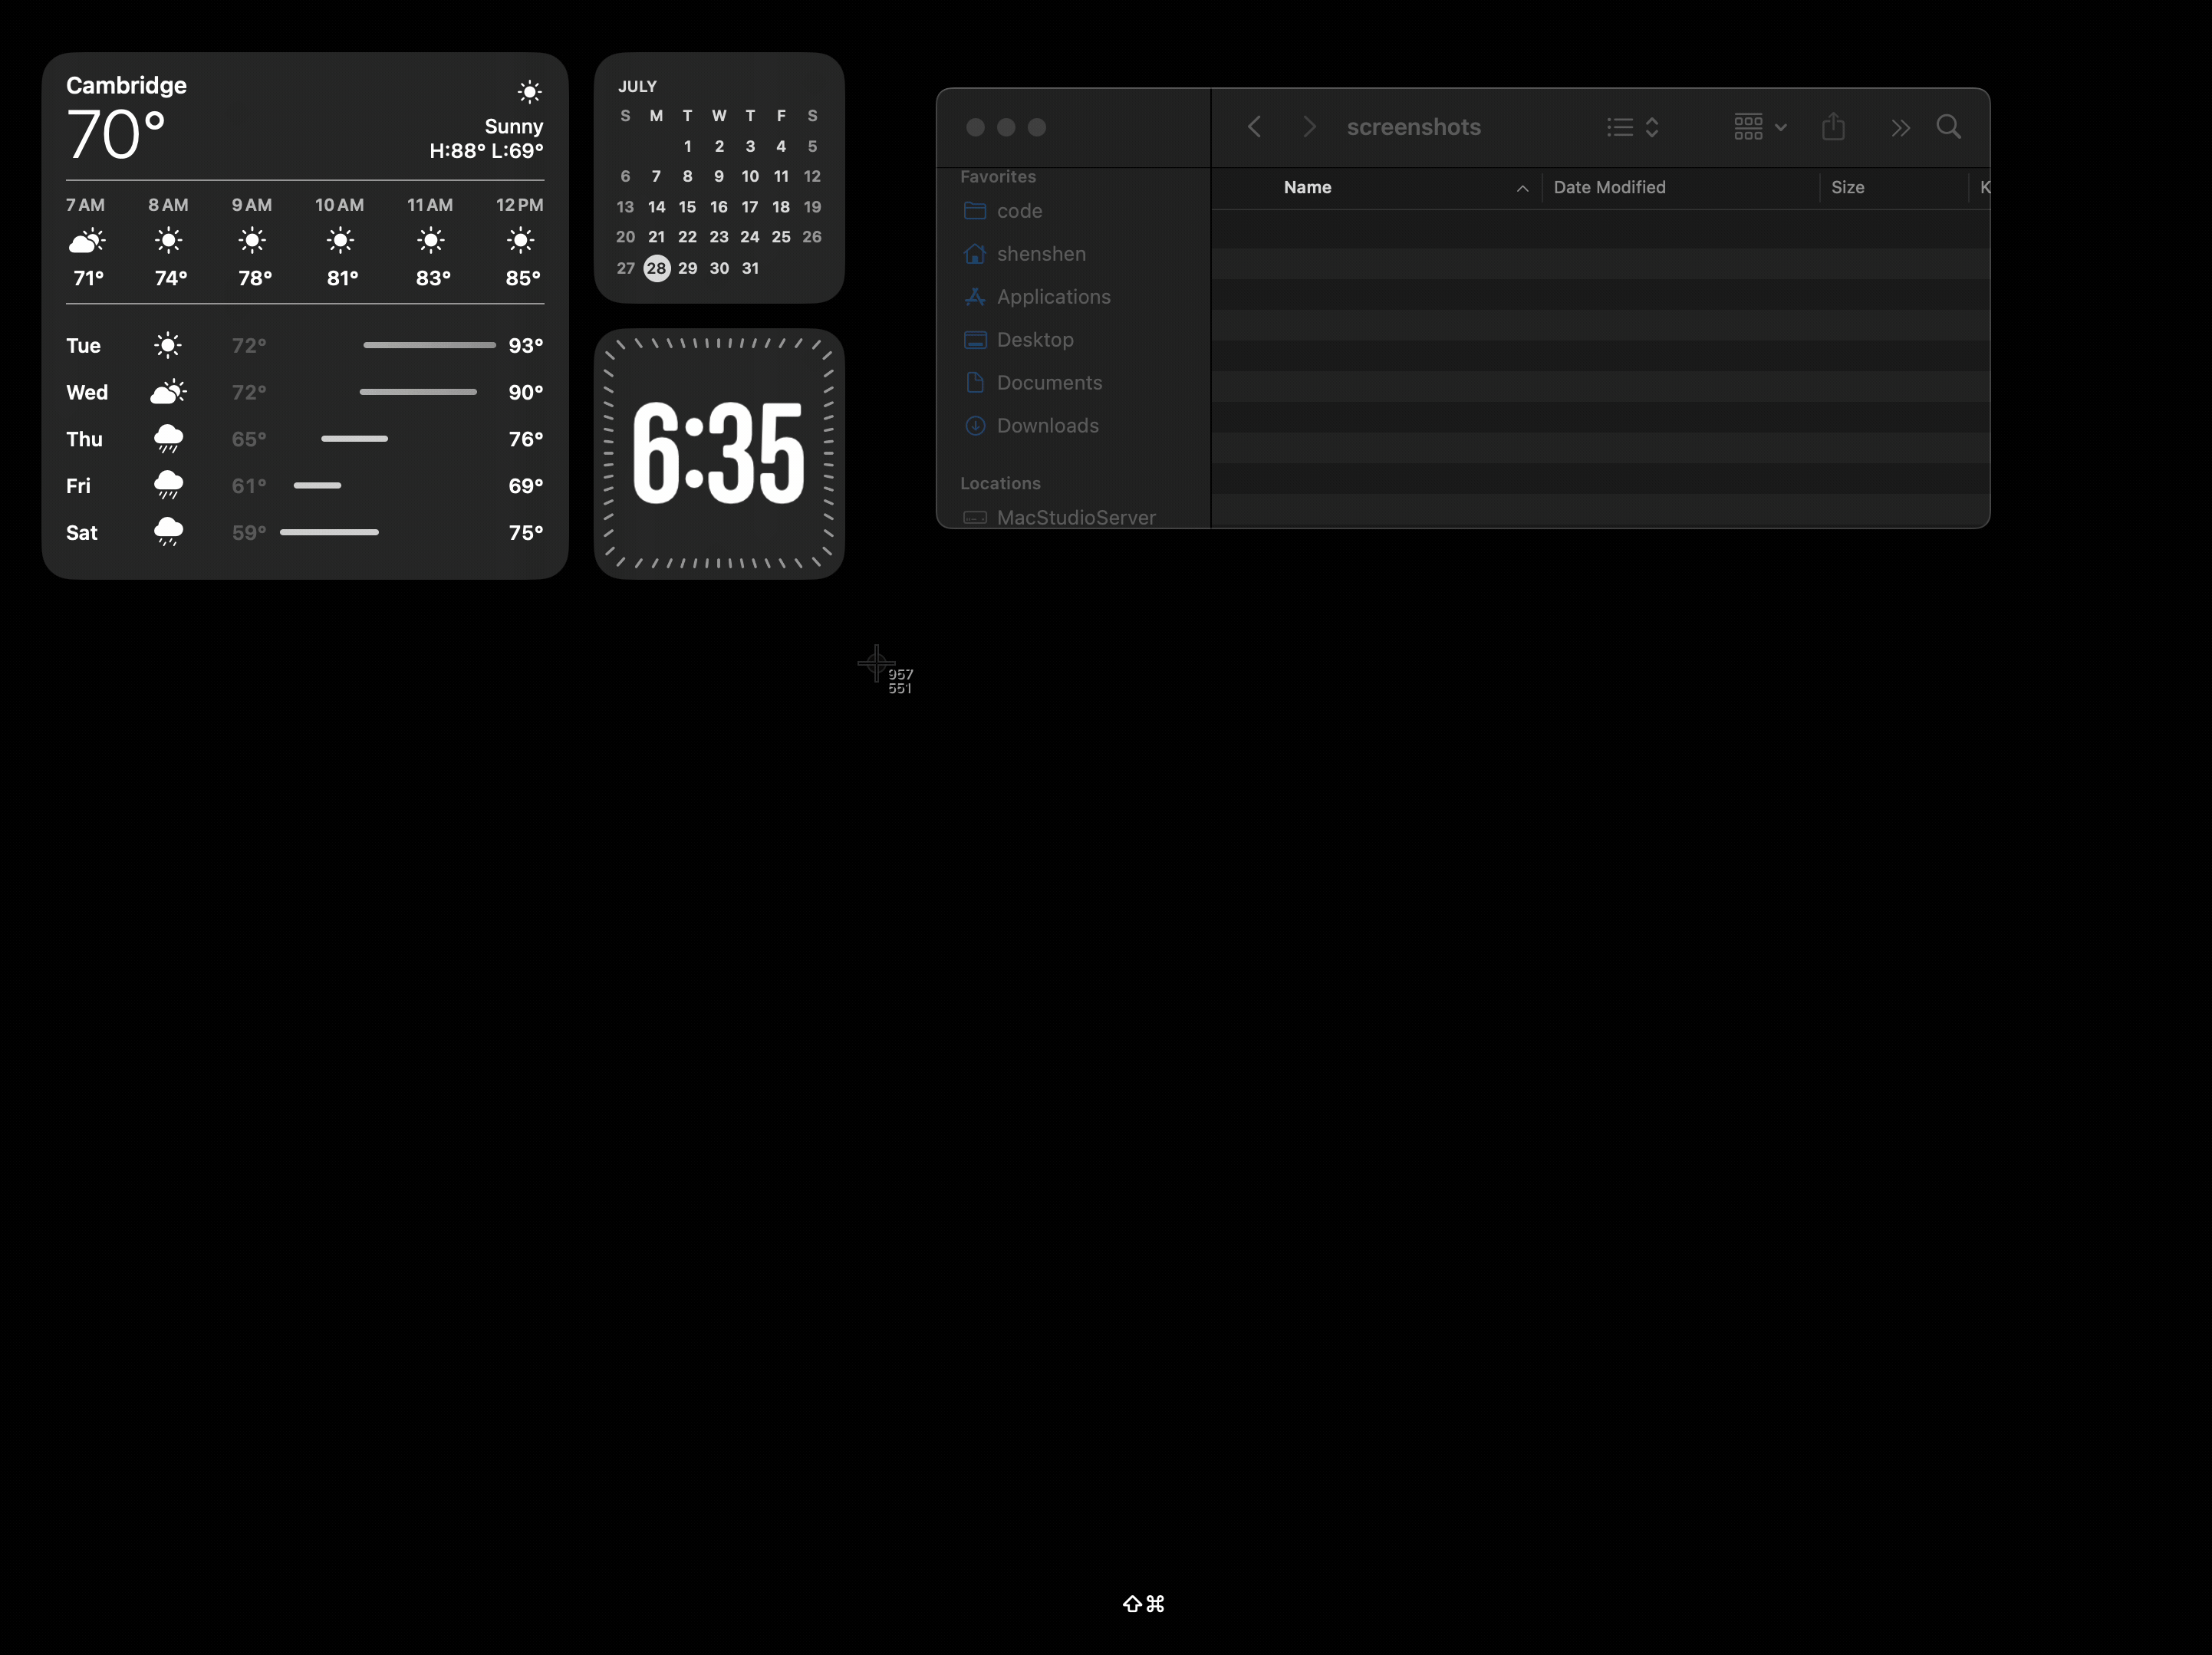 Cambridge
70°
Sunny
H:88° L:69°
7 AM 8 AM 9 AM 10 AM 11 AM 12 PM
71° 74° 78° 81° 83° 85°
Tue 72° 93°
Wed 72° 90°
Thu 65° 76°
Fri 61° 69°
Sat 59° 75°
JULY
S M T W T F S
1 2 3 4 5
6 7 8 9 10 11 12
13 14 15 16 17 18 19
20 21 22 23 24 25 26
27 28 29 30 31
6:35
screenshots
Favorites
code
shenshen
Applications
Desktop
Documents
Downloads
Locations
MacStudioServer
Name Date Modified Size K
957
551
⇧⌘